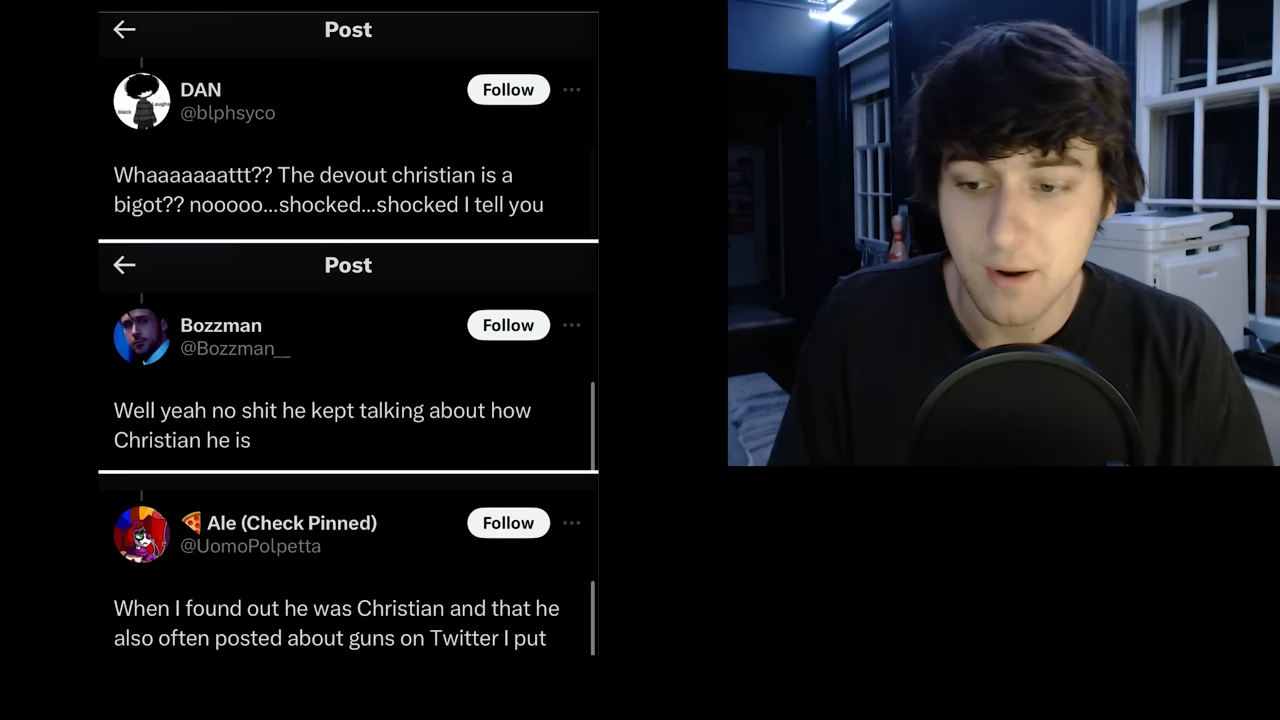 Post
DAN
@blphsyco
Follow
Whaaaaaaattt?? The devout christian is a
bigot?? nooooo...shocked...shocked I tell you
Post
Bozzman
@Bozzman__
Follow
Well yeah no shit he kept talking about how
Christian he is
Ale (Check Pinned)
@UomoPolpetta
Follow
When I found out he was Christian and that he
also often posted about guns on Twitter I put